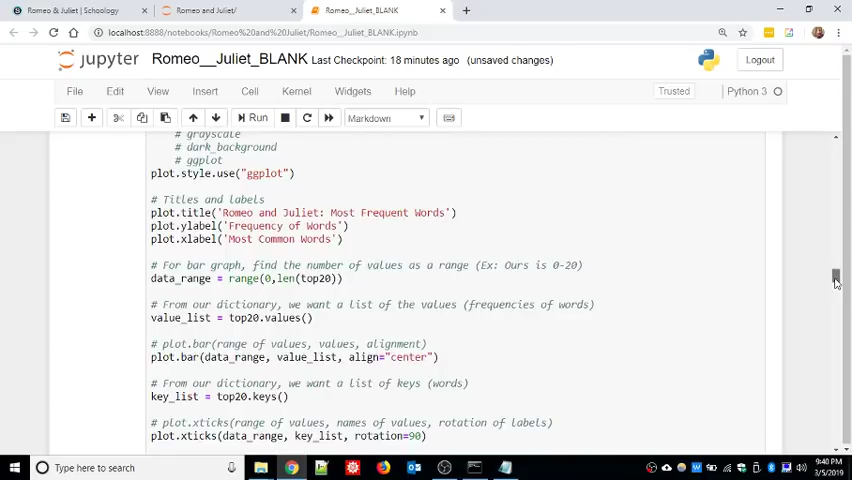 Romeo & Juliet | Schoology
Romeo and Juliet/
Romeo__Juliet_BLANK
localhost:8888/notebooks/Romeo%20and%20Juliet/Romeo__Juliet_BLANK.ipynb
jupyter Romeo__Juliet_BLANK Last Checkpoint: 18 minutes ago (unsaved changes)
Logout
File Edit View Insert Cell Kernel Widgets Help
Trusted
Python 3
Run
Markdown
# grayscale
# dark_background
# ggplot
plot.style.use("ggplot")
# Titles and labels
plot.title('Romeo and Juliet: Most Frequent Words')
plot.ylabel('Frequency of Words')
plot.xlabel('Most Common Words')
# For bar graph, find the number of values as a range (Ex: Ours is 0-20)
data_range = range(0,len(top20))
# From our dictionary, we want a list of the values (frequencies of words)
value_list = top20.values()
# plot.bar(range of values, values, alignment)
plot.bar(data_range, value_list, align="center")
# From our dictionary, we want a list of keys (words)
key_list = top20.keys()
# plot.xticks(range of values, names of values, rotation of labels)
plot.xticks(data_range, key_list, rotation=90)
Type here to search
9:40 PM
3/5/2019